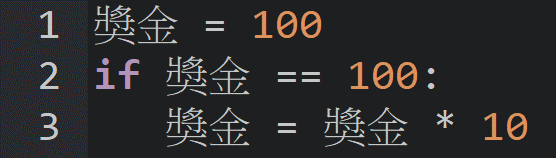 1 獎金 = 100
2 if 獎金 == 100:
3     獎金 = 獎金 * 10